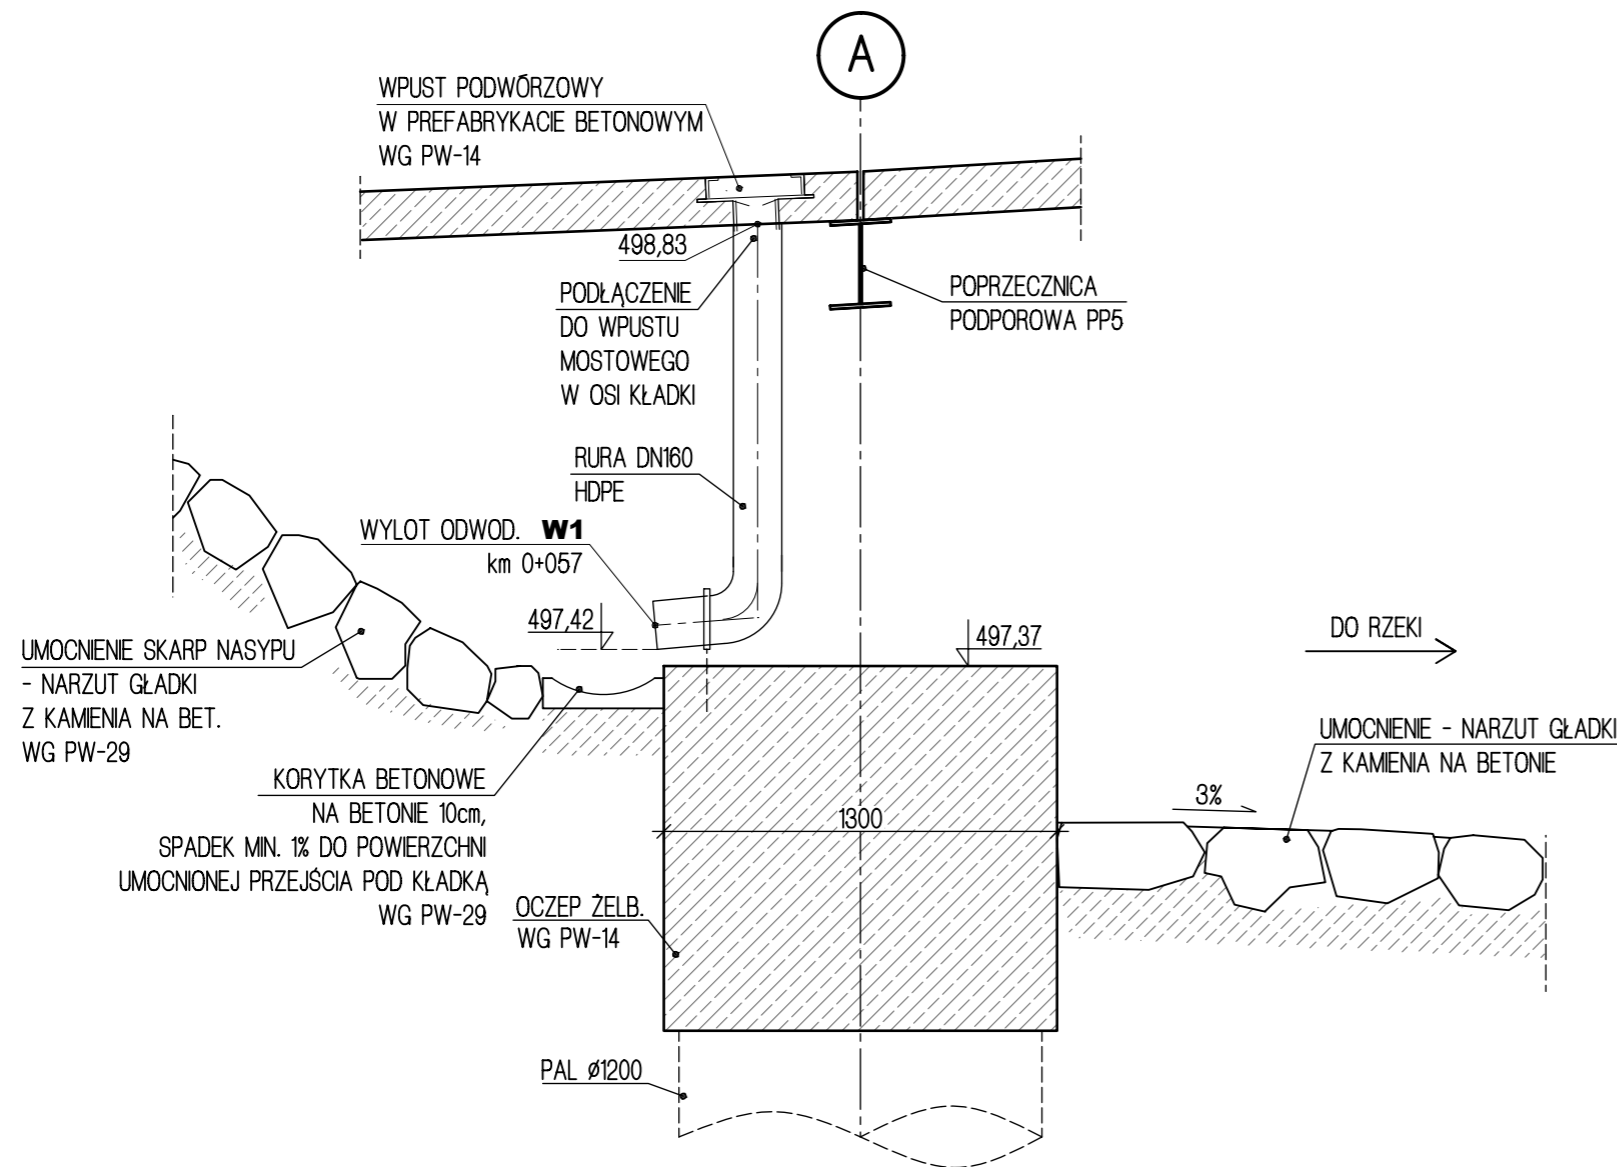 A
WPUST PODWÓRZOWY
W PREFABRYKACIE BETONOWYM
WG PW-14
498,83
PODŁĄCZENIE
DO WPUSTU
MOSTOWEGO
W OSI KŁADKI
POPRZECZNICA
PODPOROWA PP5
RURA DN160
HDPE
WYLOT ODWOD. W1
km 0+057
497,42
497,37
DO RZEKI
UMOCNIENIE SKARP NASYPU
- NARZUT GŁADKI
Z KAMIENIA NA BET.
WG PW-29
UMOCNIENIE - NARZUT GŁADKI
Z KAMIENIA NA BETONIE
3%
KORYTKA BETONOWE
NA BETONIE 10cm,
SPADEK MIN. 1% DO POWIERZCHNI
UMOCNIONEJ PRZEJŚCIA POD KŁADKĄ
WG PW-29
1300
OCZEP ŻELB.
WG PW-14
PAL ø1200